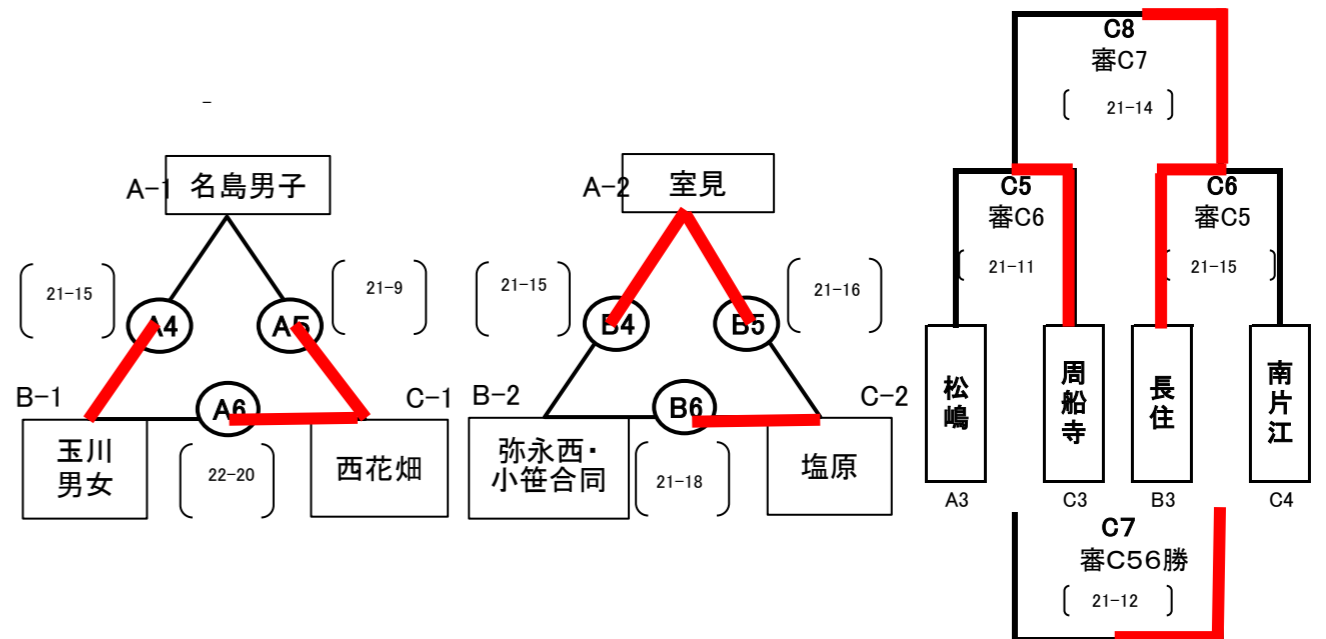 -
A-1
名島男子
21-15
21-9
A4
A5
B-1
A6
C-1
玉川
男女
22-20
西花畑
A-2
室見
21-15
21-16
B4
B5
B-2
B6
C-2
弥永西・
小笹合同
21-18
塩原
C8
審C7
21-14
C5
審C6
21-11
C6
審C5
21-15
松嶋
周船寺
長住
南片江
A3
C3
B3
C4
C7
審C56勝
21-12